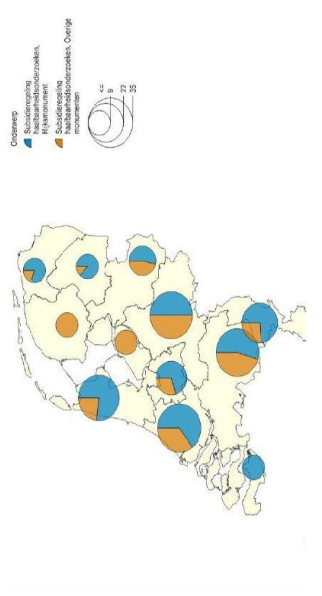 Onderwerp
Subsidieregeling
haalbaarheidsonderzoeken,
Rijksmonument
Subsidieregeling
haalbaarheidsonderzoeken, Overige
monumenten
<=
9
22
35